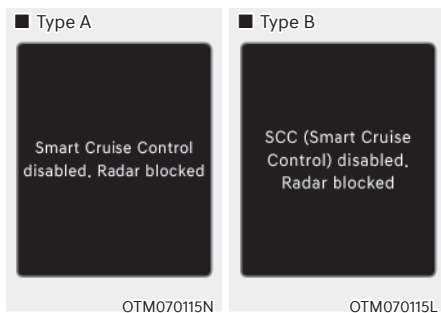 ■ Type A
Smart Cruise Control
disabled. Radar blocked
OTM070115N
■ Type B
SCC (Smart Cruise
Control) disabled.
Radar blocked
OTM070115L